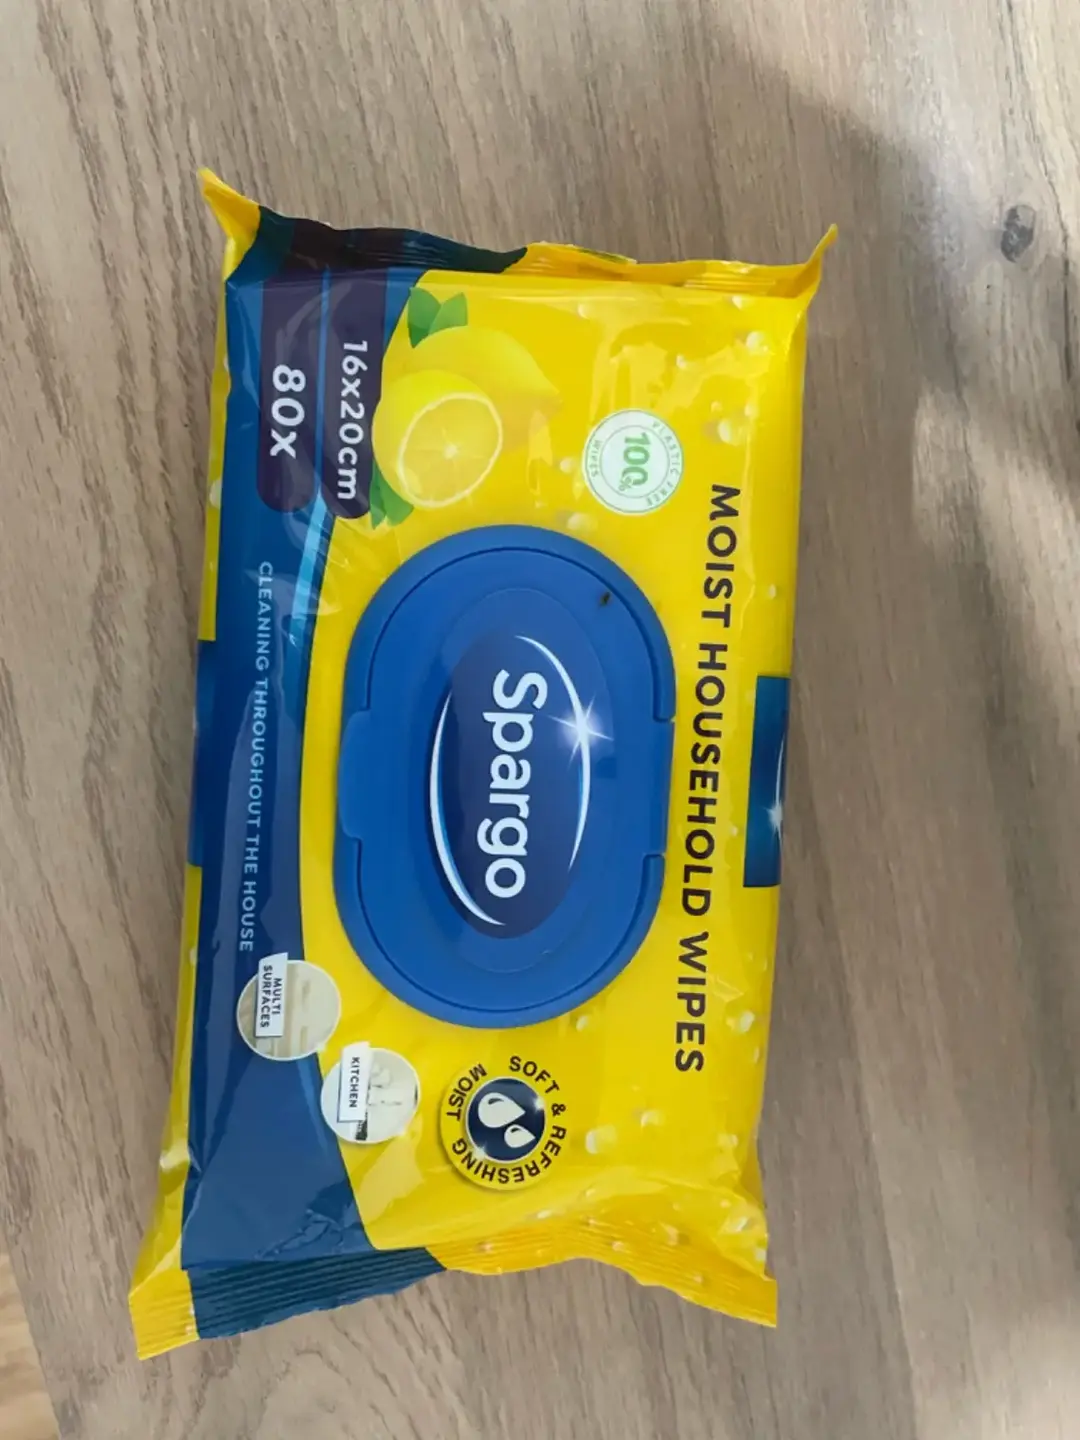 MOIST HOUSEHOLD WIPES
100%
PLASTIC FREE
WIPES
Spargo
SOFT & REFRESHING
MOIST
16x20cm
80x
KITCHEN
MULTI
SURFACES
CLEANING THROUGHOUT THE HOUSE